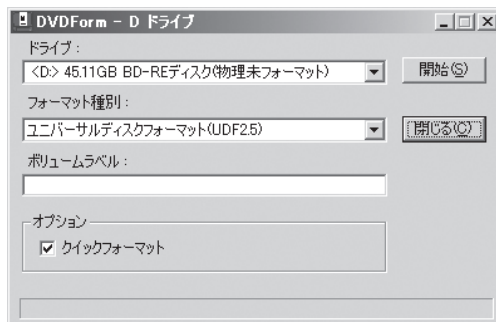 DVDForm - D ドライブ
ドライブ：
<D:> 45.11GB BD-REディスク(物理未フォーマット)
開始(S)
フォーマット種別：
ユニバーサルディスクフォーマット(UDF2.5)
閉じる(C)
ボリュームラベル：
オプション
クイックフォーマット